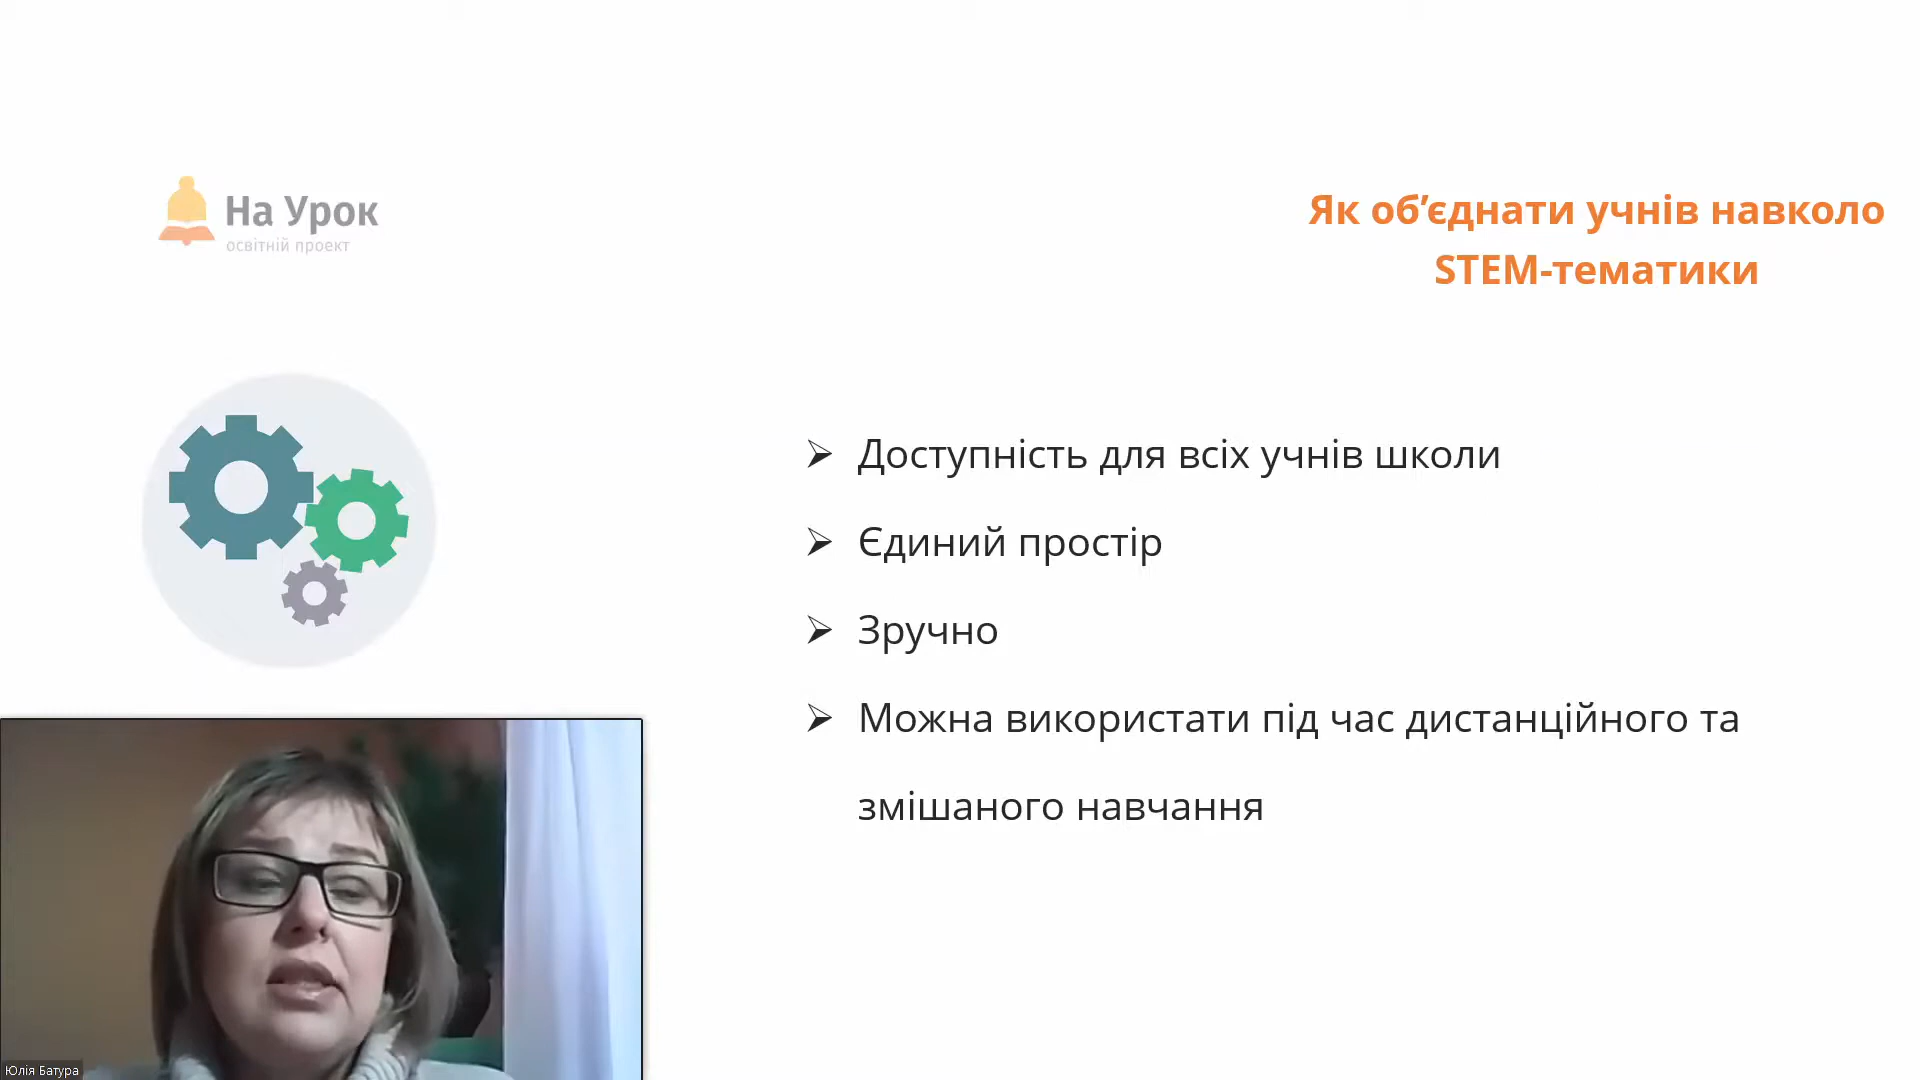 На Урок
освітній проект
Як об’єднати учнів навколо
STEM-тематики
➢ Доступність для всіх учнів школи
➢ Єдиний простір
➢ Зручно
➢ Можна використати під час дистанційного та
змішаного навчання
Юлія Батура